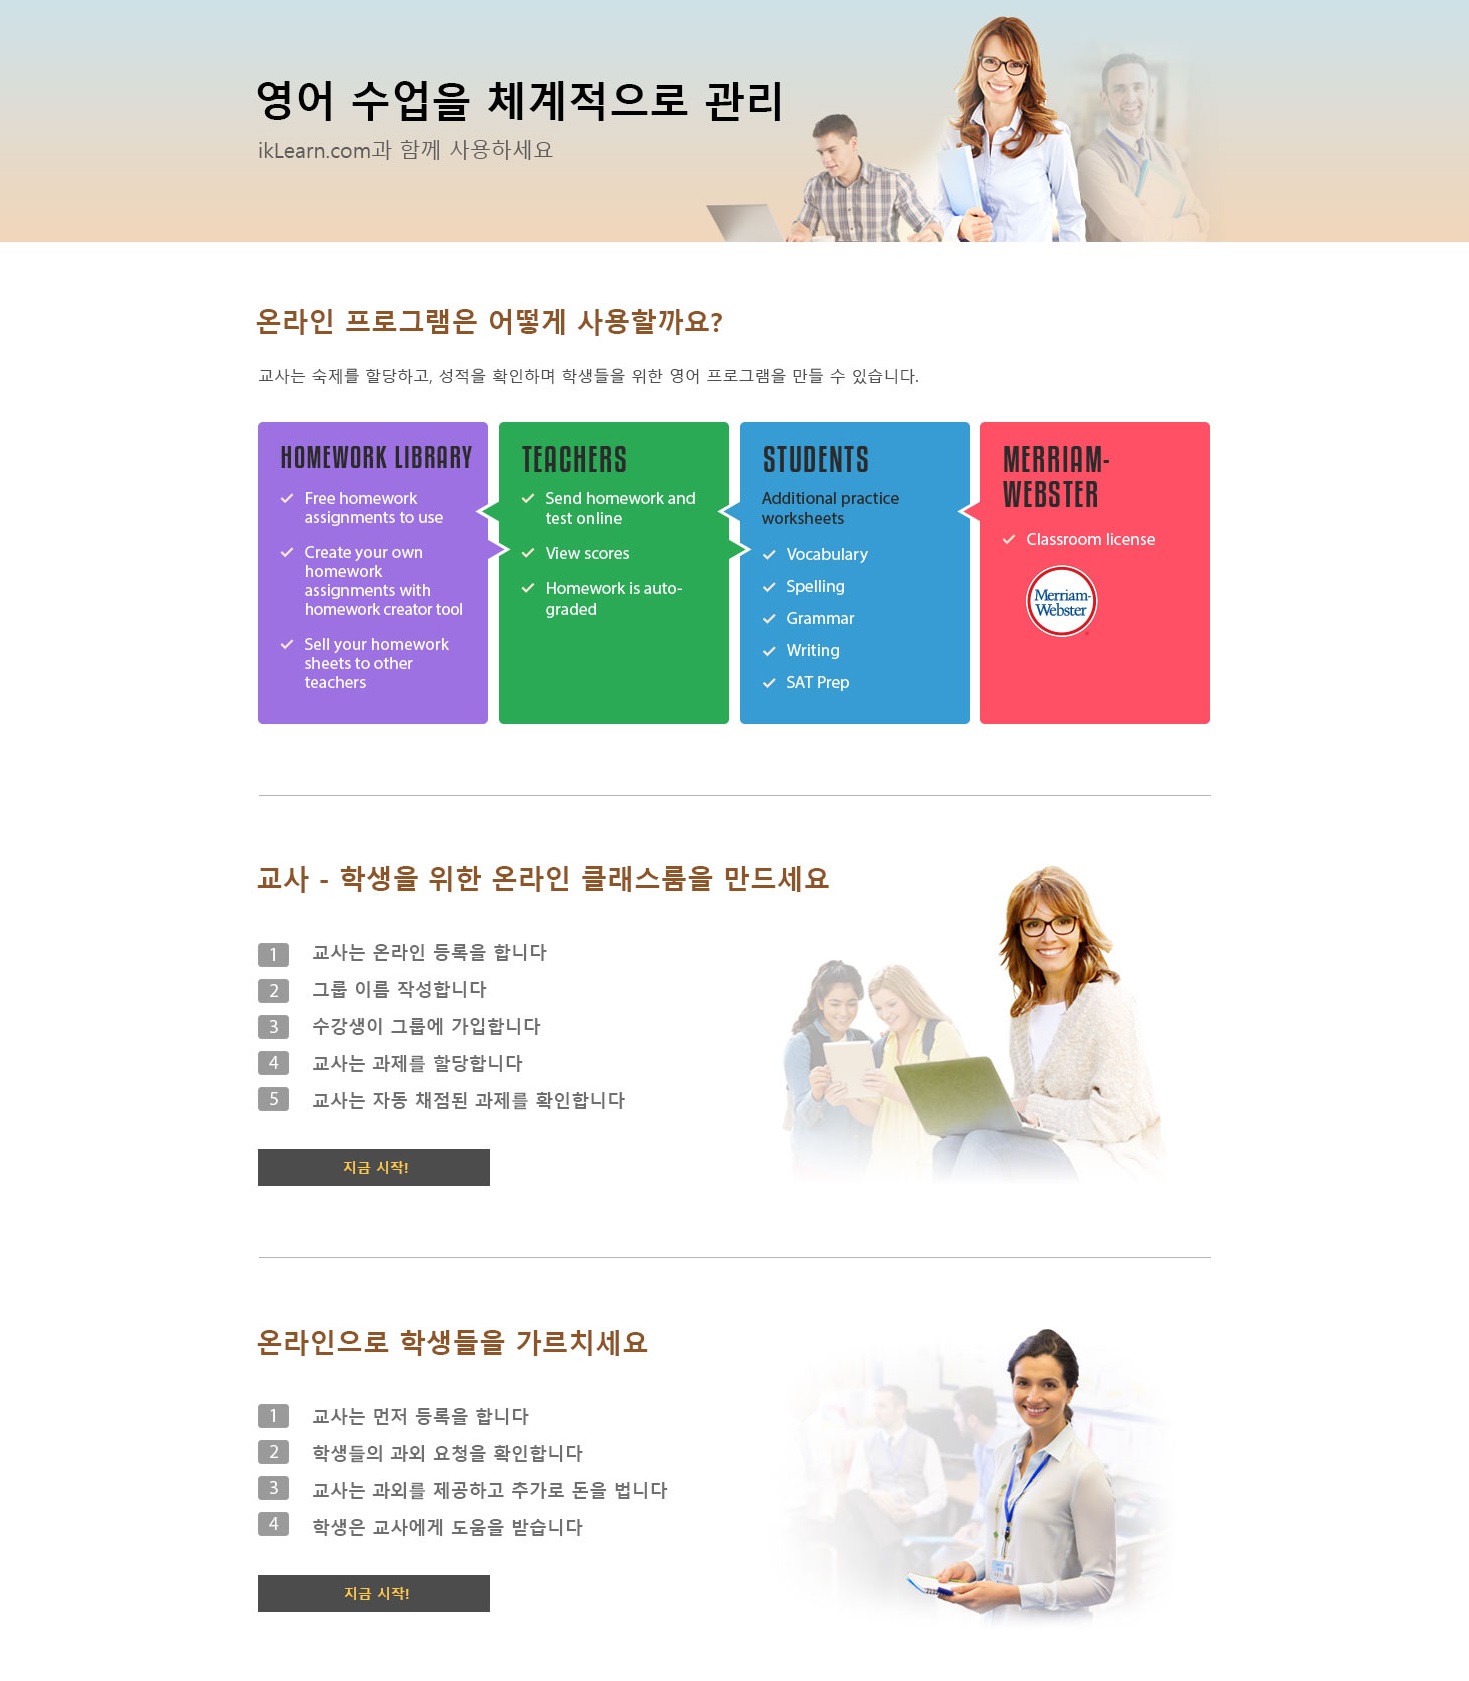 영어 수업을 체계적으로 관리
ikLearn.com과 함께 사용하세요
온라인 프로그램은 어떻게 사용할까요?
교사는 숙제를 할당하고, 성적을 확인하며 학생들을 위한 영어 프로그램을 만들 수 있습니다.
HOMEWORK LIBRARY
Free homework
assignments to use
Create your own
homework
assignments with
homework creator tool
Sell your homework
sheets to other
teachers
TEACHERS
Send homework and
test online
View scores
Homework is auto-
graded
STUDENTS
Additional practice
worksheets
Vocabulary
Spelling
Grammar
Writing
SAT Prep
MERRIAM-
WEBSTER
Classroom license
Merriam-
Webster
교사 - 학생을 위한 온라인 클래스룸을 만드세요
1 교사는 온라인 등록을 합니다
2 그룹 이름 작성합니다
3 수강생이 그룹에 가입합니다
4 교사는 과제를 할당합니다
5 교사는 자동 채점된 과제를 확인합니다
지금 시작!
온라인으로 학생들을 가르치세요
1 교사는 먼저 등록을 합니다
2 학생들의 과외 요청을 확인합니다
3 교사는 과외를 제공하고 추가로 돈을 법니다
4 학생은 교사에게 도움을 받습니다
지금 시작!